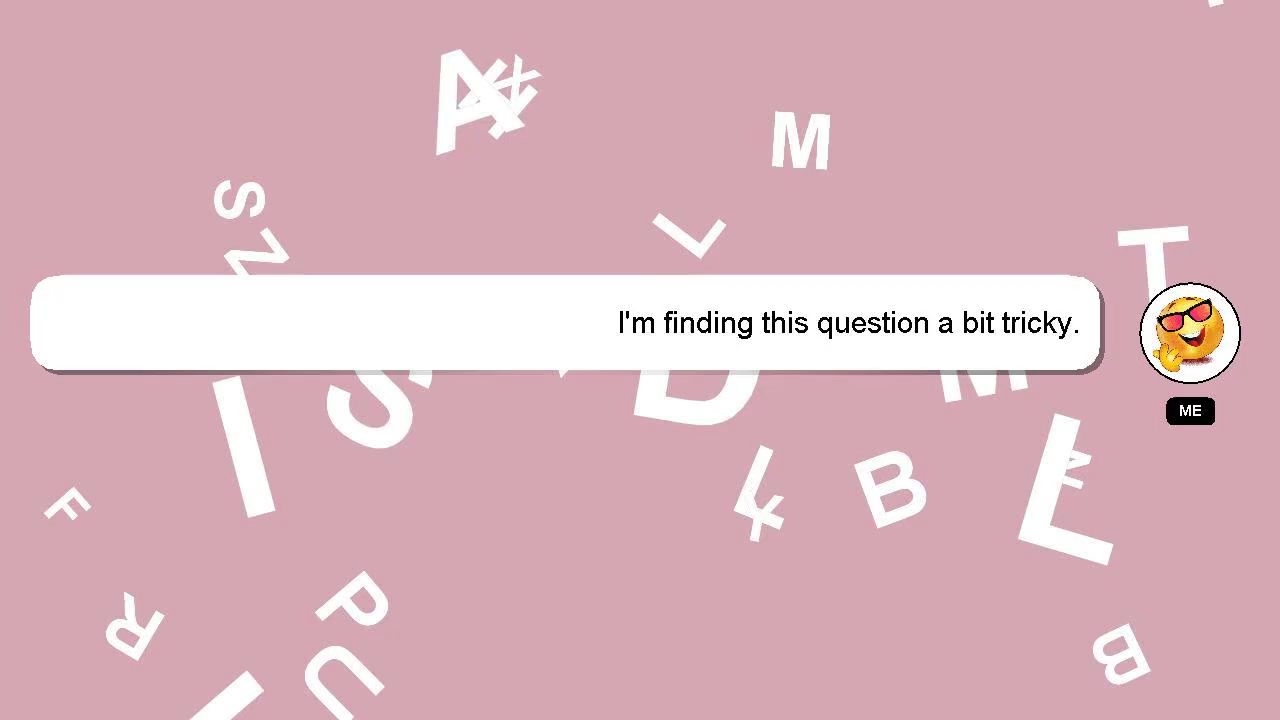 A
M
S
Z
L
T
I'm finding this question a bit tricky.
ME
I
S
D
M
L
B
F
R
P
U
B